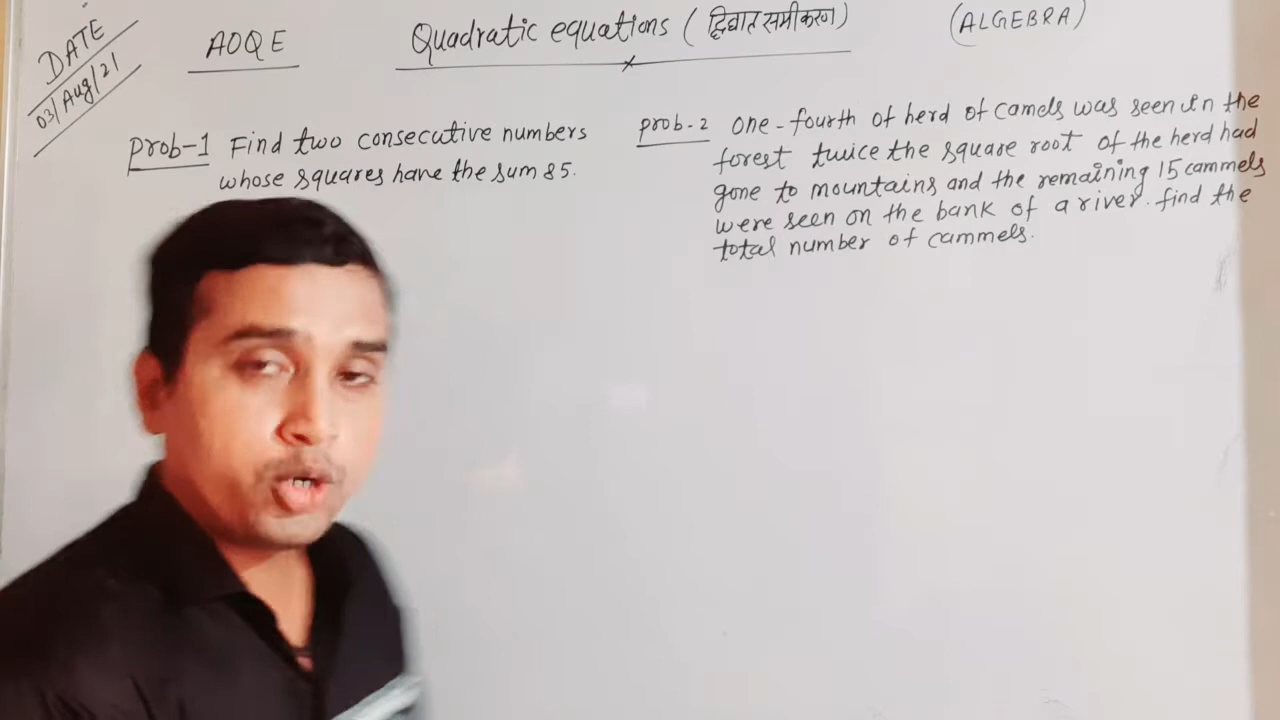 DATE
03/Aug/21
AOQE
Quadratic equations (द्विघात समीकरण)
(ALGEBRA)
Prob-1 Find two consecutive numbers
whose squares have the sum 85.
Prob-2 One-fourth of herd of camels was seen in the
forest twice the square root of the herd had
gone to mountains and the remaining 15 cammels
were seen on the bank of a river. find the
total number of cammels.